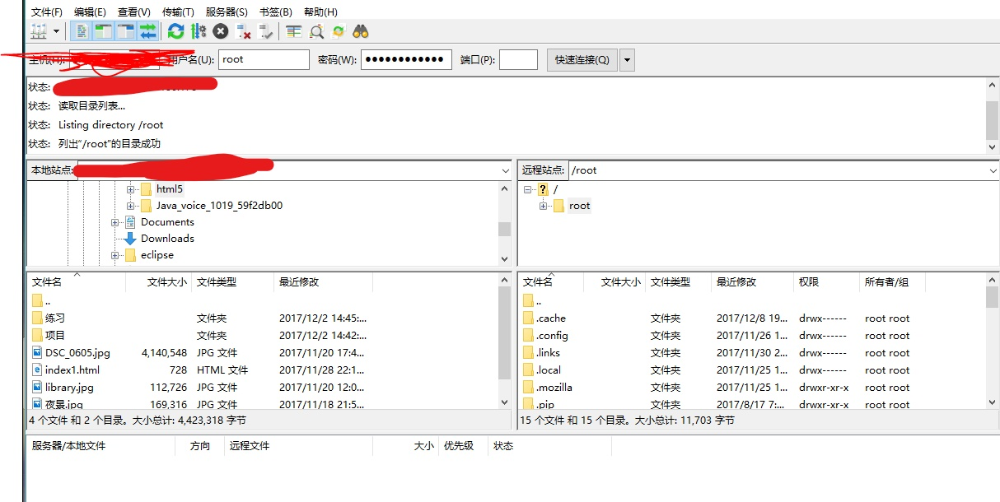 文件(F) 编辑(E) 查看(V) 传输(T) 服务器(S) 书签(B) 帮助(H)
主机(H): 用户名(U): root 密码(W): ●●●●●●●●●●●● 端口(P): 快速连接(Q)
状态:
状态: 读取目录列表...
状态: Listing directory /root
状态: 列出“/root”的目录成功
本地站点: 远程站点: /root
html5 /
Java_voice_1019_59f2db00 root
Documents
Downloads
eclipse
文件名 文件大小 文件类型 最近修改 文件名 文件大小 文件类型 最近修改 权限 所有者/组
.. ..
练习 文件夹 2017/12/2 14:45:... .cache 文件夹 2017/12/8 19... drwx------ root root
项目 文件夹 2017/12/2 14:42:... .config 文件夹 2017/11/26 1... drwx------ root root
DSC_0605.jpg 4,140,548 JPG 文件 2017/11/20 17:4... .links 文件夹 2017/11/30 2... drwx------ root root
index1.html 728 HTML 文件 2017/11/28 22:1... .local 文件夹 2017/11/25 1... drwx------ root root
library.jpg 112,726 JPG 文件 2017/11/20 12:0... .mozilla 文件夹 2017/11/25 1... drwxr-xr-x root root
夜景.jpg 169,316 JPG 文件 2017/11/18 21:5... .pip 文件夹 2017/8/17 7:... drwxr-xr-x root root
4 个文件 和 2 个目录。大小总计: 4,423,318 字节 15 个文件 和 15 个目录。大小总计: 11,703 字节
服务器/本地文件 方向 远程文件 大小 优先级 状态